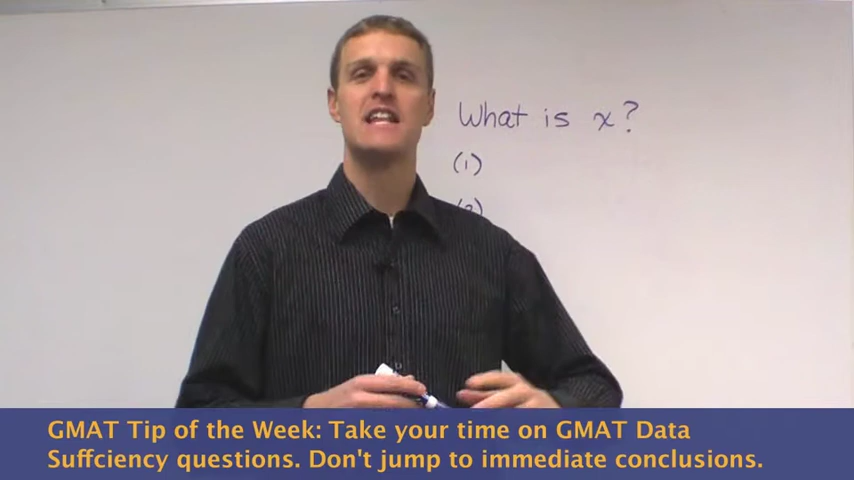 What is x?
(1)
(2)
GMAT Tip of the Week: Take your time on GMAT Data
Suffciency questions. Don't jump to immediate conclusions.